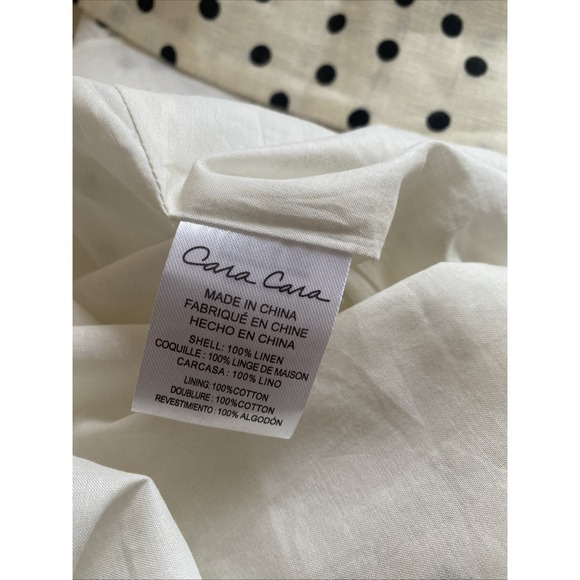 Cara Cara
MADE IN CHINA
FABRIQUÉ EN CHINE
HECHO EN CHINA
SHELL: 100% LINEN
COQUILLE : 100% LINGE DE MAISON
CARCASA : 100% LINO
LINING: 100%COTTON
DOUBLURE : 100%COTTON
REVESTIMIENTO : 100% ALGODÓN